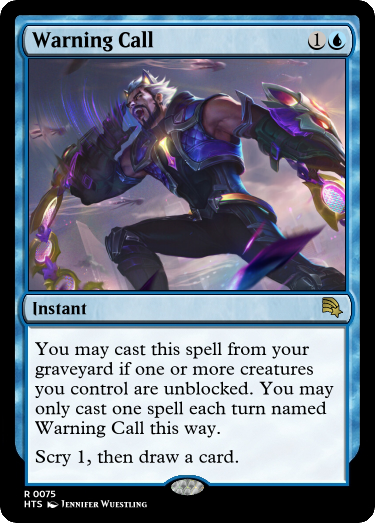 Warning Call
1
Instant
You may cast this spell from your
graveyard if one or more creatures
you control are unblocked. You may
only cast one spell each turn named
Warning Call this way.
Scry 1, then draw a card.
R 0075
HTS Jennifer Wuestling